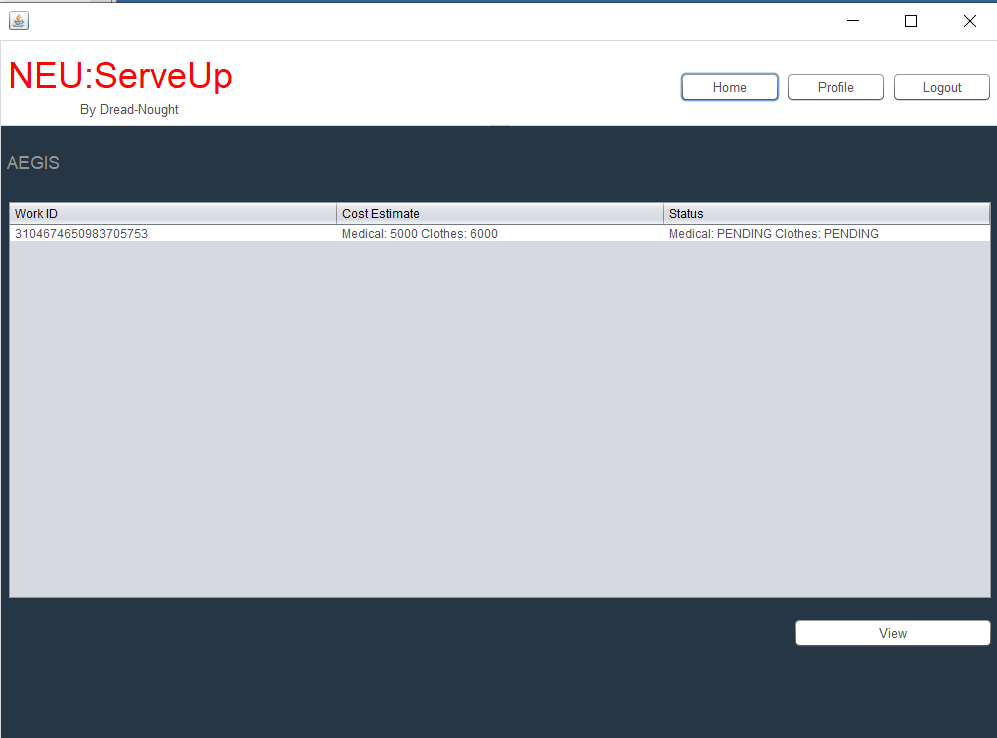 NEU:ServeUp
By Dread-Nought
Home Profile Logout
AEGIS
Work ID Cost Estimate Status
3104674650983705753 Medical: 5000 Clothes: 6000 Medical: PENDING Clothes: PENDING
View